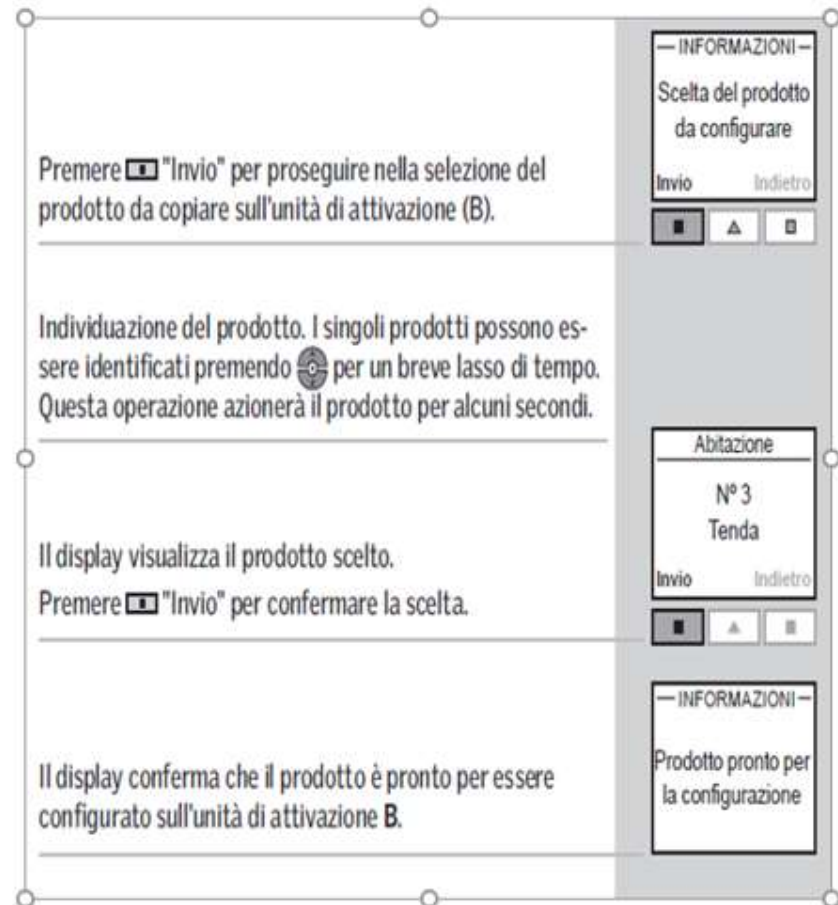 — INFORMAZIONI —
Scelta del prodotto
da configurare
Invio Indietro
Premere "Invio" per proseguire nella selezione del
prodotto da copiare sull'unità di attivazione (B).
Individuazione del prodotto. I singoli prodotti possono es-
sere identificati premendo per un breve lasso di tempo.
Questa operazione azionerà il prodotto per alcuni secondi.
Abitazione
Nº 3
Tenda
Invio Indietro
Il display visualizza il prodotto scelto.
Premere "Invio" per confermare la scelta.
— INFORMAZIONI —
Prodotto pronto per
la configurazione
Il display conferma che il prodotto è pronto per essere
configurato sull'unità di attivazione B.